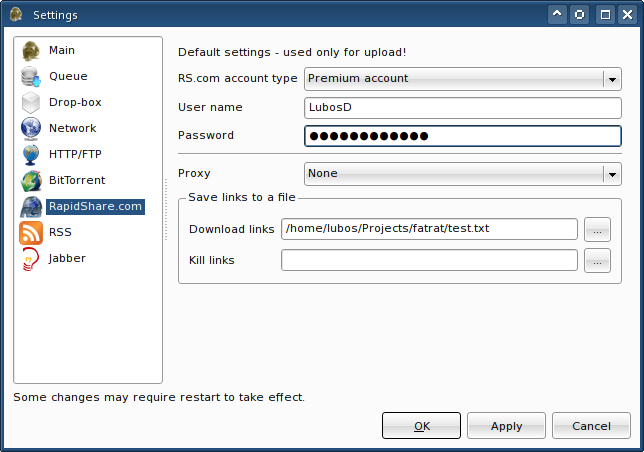 Settings
Main
Queue
Drop-box
Network
HTTP/FTP
BitTorrent
RapidShare.com
RSS
Jabber
Default settings - used only for upload!
RS.com account type Premium account
User name LubosD
Password ●●●●●●●●●●●●
Proxy None
Save links to a file
Download links /home/lubos/Projects/fatrat/test.txt ...
Kill links ...
Some changes may require restart to take effect.
OK Apply Cancel